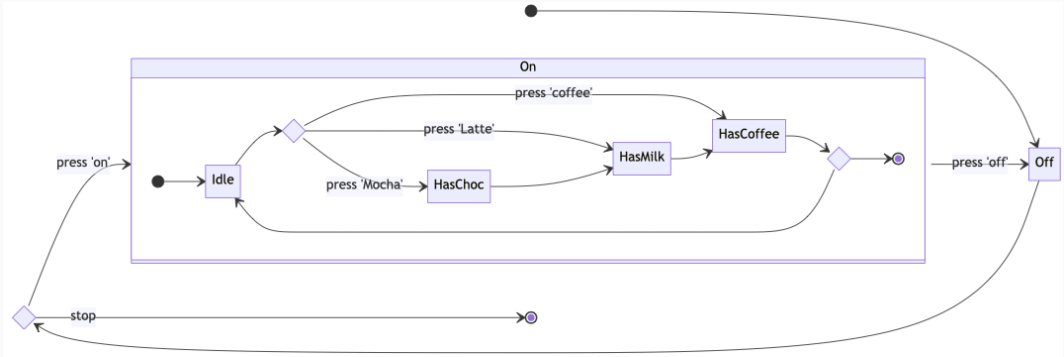 On
press 'coffee'
press 'Latte'
HasCoffee
HasMilk
press 'on'
press 'off'
Off
Idle
press 'Mocha'
HasChoc
stop